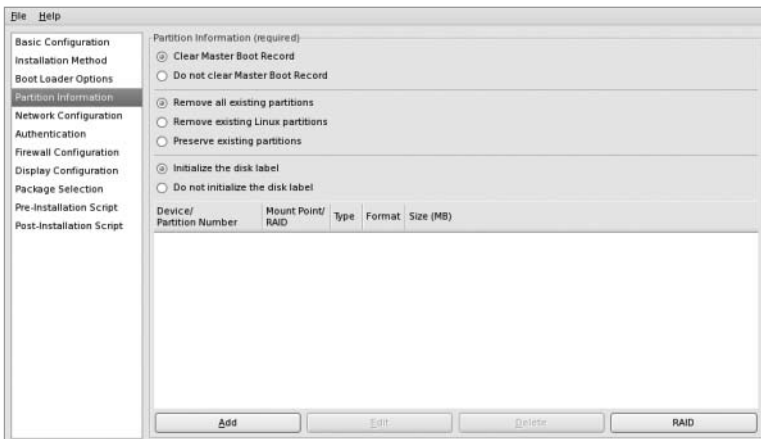 File Help
Basic Configuration
Installation Method
Boot Loader Options
Partition Information
Network Configuration
Authentication
Firewall Configuration
Display Configuration
Package Selection
Pre-Installation Script
Post-Installation Script
Partition Information (required)
Clear Master Boot Record
Do not clear Master Boot Record
Remove all existing partitions
Remove existing Linux partitions
Preserve existing partitions
Initialize the disk label
Do not initialize the disk label
Device/ Mount Point/ Type Format Size (MB)
Partition Number RAID
Add Edit Delete RAID